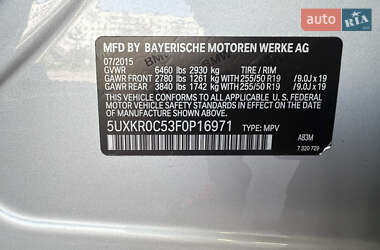 auto RIA
MFD BY BAYERISCHE MOTOREN WERKE AG
07/2015
GVWR 6460 lbs 2930 kg TIRE / RIM
GAWR FRONT 2780 lbs 1261 kg 255/50 R19 /9.0J x 19
GAWR REAR 3840 lbs 1742 kg 255/50 R19 /9.0J x 19
THIS VEHICLE CONFORMS TO ALL APPLICABLE U.S. FEDERAL
MOTOR VEHICLE SAFETY STANDARDS IN EFFECT ON THE
DATE OF MANUFACTURE SHOWN ABOVE.
5UXKR0C53F0P16971 TYPE: MPV
A83M
7 320 729